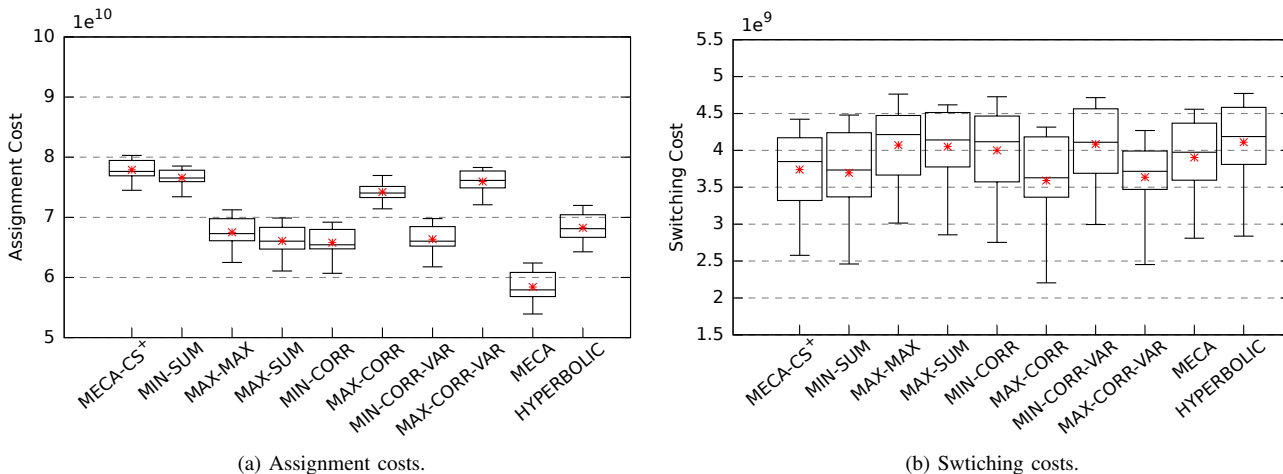 1e10
10
9
8
7
6
5
Assignment Cost
MECA-CS+
MIN-SUM
MAX-MAX
MAX-SUM
MIN-CORR
MAX-CORR
MIN-CORR-VAR
MAX-CORR-VAR
MECA
HYPERBOLIC
(a) Assignment costs.
1e9
5.5
5
4.5
4
3.5
3
2.5
2
1.5
Switching Cost
MECA-CS+
MIN-SUM
MAX-MAX
MAX-SUM
MIN-CORR
MAX-CORR
MIN-CORR-VAR
MAX-CORR-VAR
MECA
HYPERBOLIC
(b) Swtiching costs.